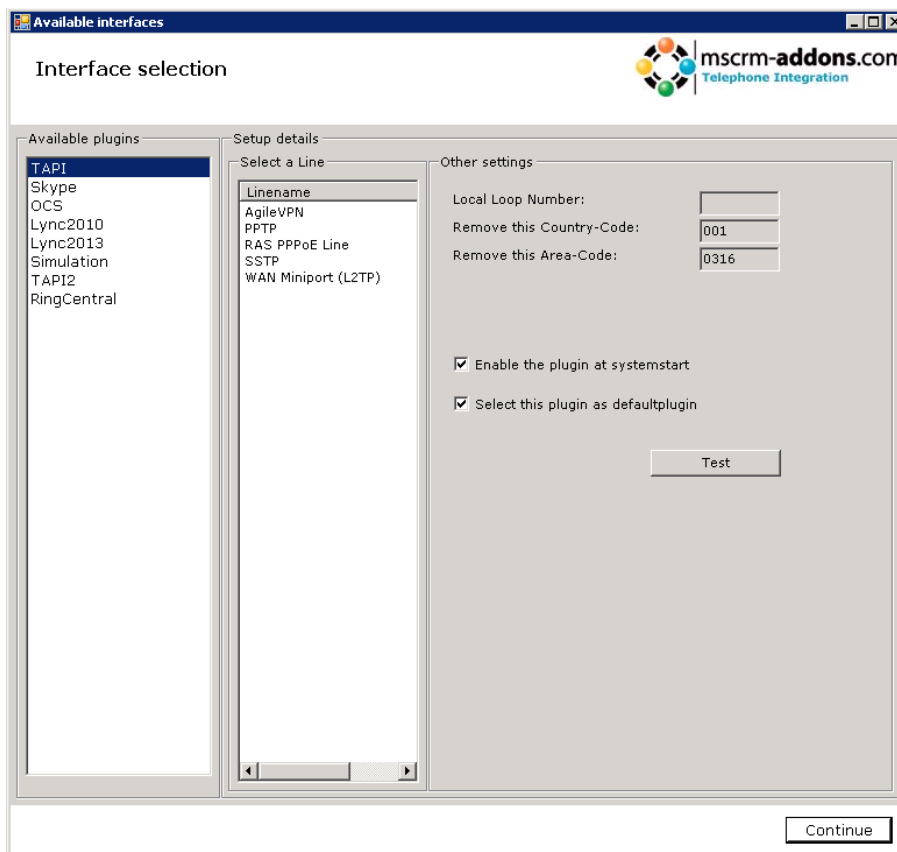 Available interfaces
Interface selection
mscrm-addons.com
Telephone Integration
Available plugins
TAPI
Skype
OCS
Lync2010
Lync2013
Simulation
TAPI2
RingCentral
Setup details
Select a Line
Linename
AgileVPN
PPTP
RAS PPPoE Line
SSTP
WAN Miniport (L2TP)
Other settings
Local Loop Number:
Remove this Country-Code: 001
Remove this Area-Code: 0316
Enable the plugin at systemstart
Select this plugin as defaultplugin
Test
Continue